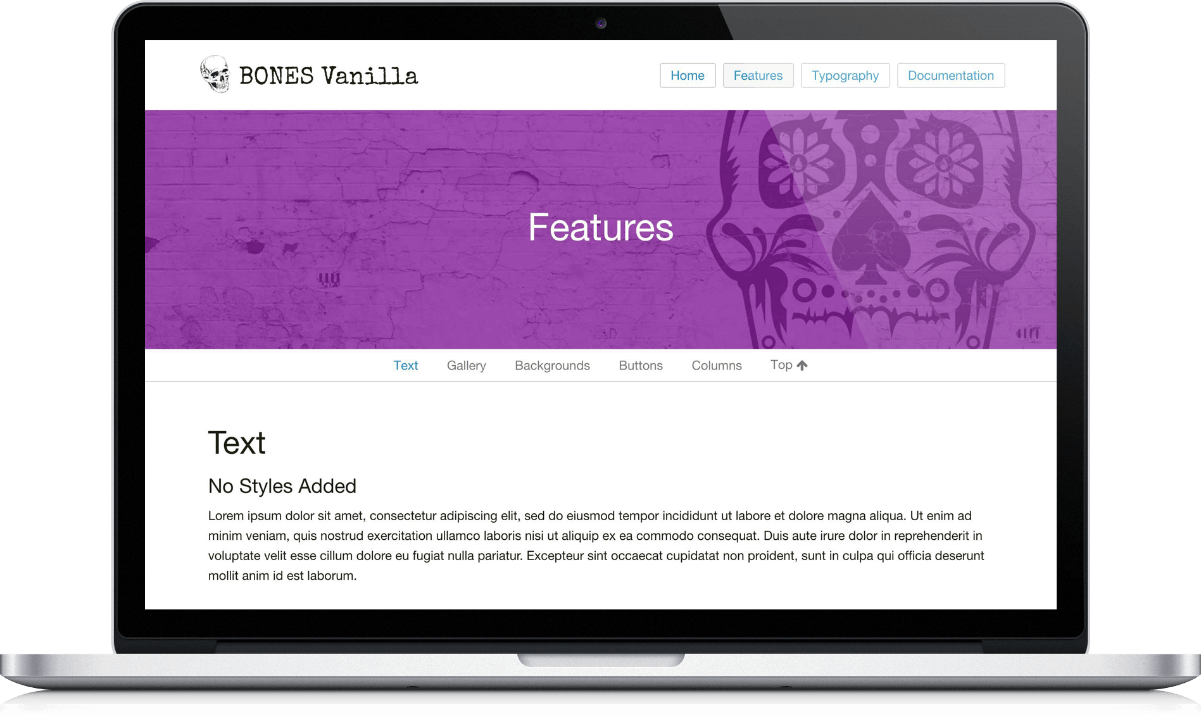 BONES Vanilla
Home Features Typography Documentation
Features
Text Gallery Backgrounds Buttons Columns Top
Text
No Styles Added
Lorem ipsum dolor sit amet, consectetur adipiscing elit, sed do eiusmod tempor incididunt ut labore et dolore magna aliqua. Ut enim ad
minim veniam, quis nostrud exercitation ullamco laboris nisi ut aliquip ex ea commodo consequat. Duis aute irure dolor in reprehenderit in
voluptate velit esse cillum dolore eu fugiat nulla pariatur. Excepteur sint occaecat cupidatat non proident, sunt in culpa qui officia deserunt
mollit anim id est laborum.